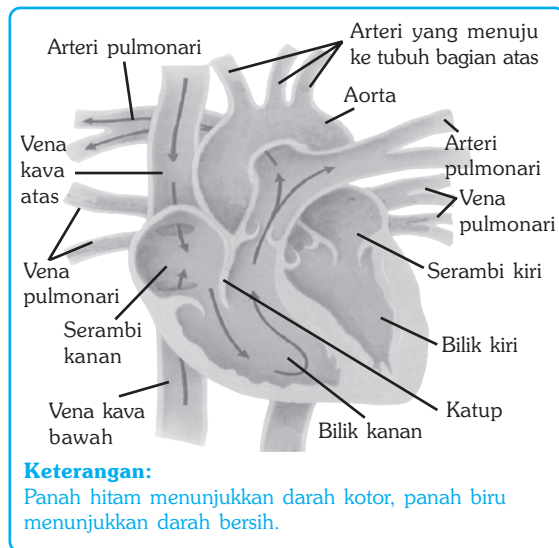 Arteri pulmonari
Arteri yang menuju
ke tubuh bagian atas
Aorta
Vena
kava
atas
Arteri
pulmonari
Vena
pulmonari
Vena
pulmonari
Serambi kiri
Serambi
kanan
Bilik kiri
Vena kava
bawah
Bilik kanan
Katup
Keterangan:
Panah hitam menunjukkan darah kotor, panah biru
menunjukkan darah bersih.